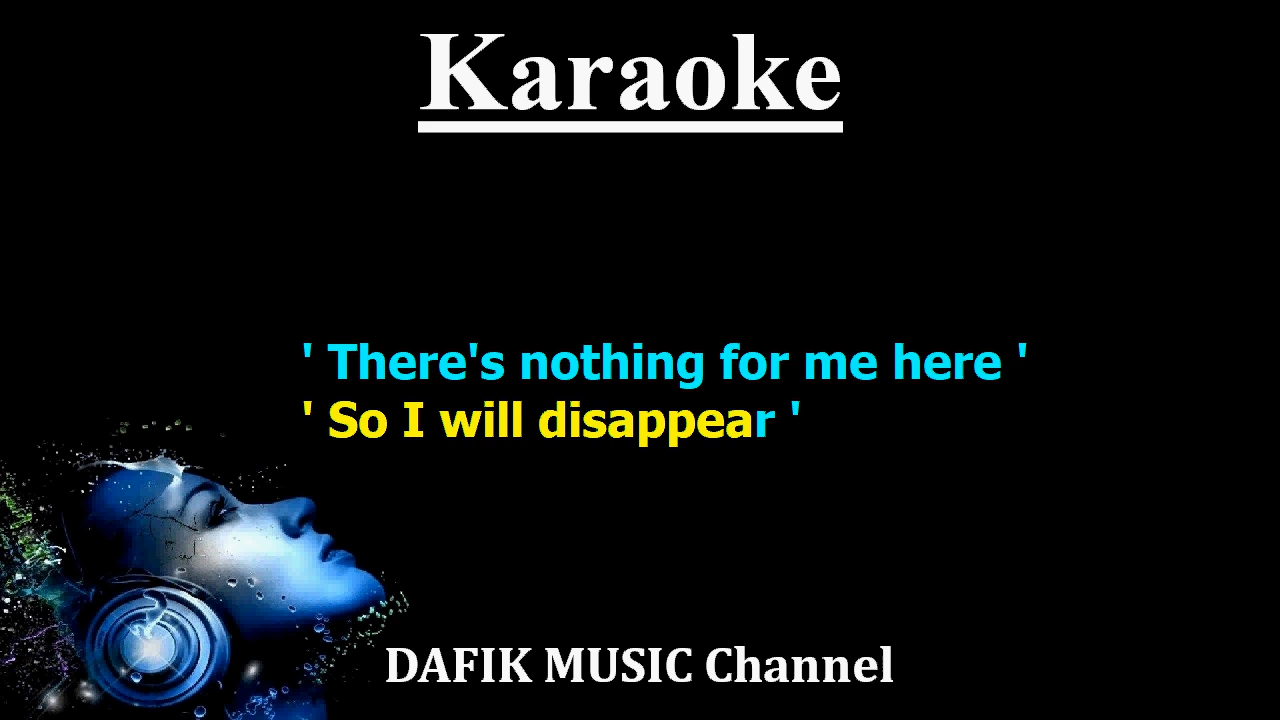 Karaoke
' There's nothing for me here '
' So I will disappear '
DAFIK MUSIC Channel